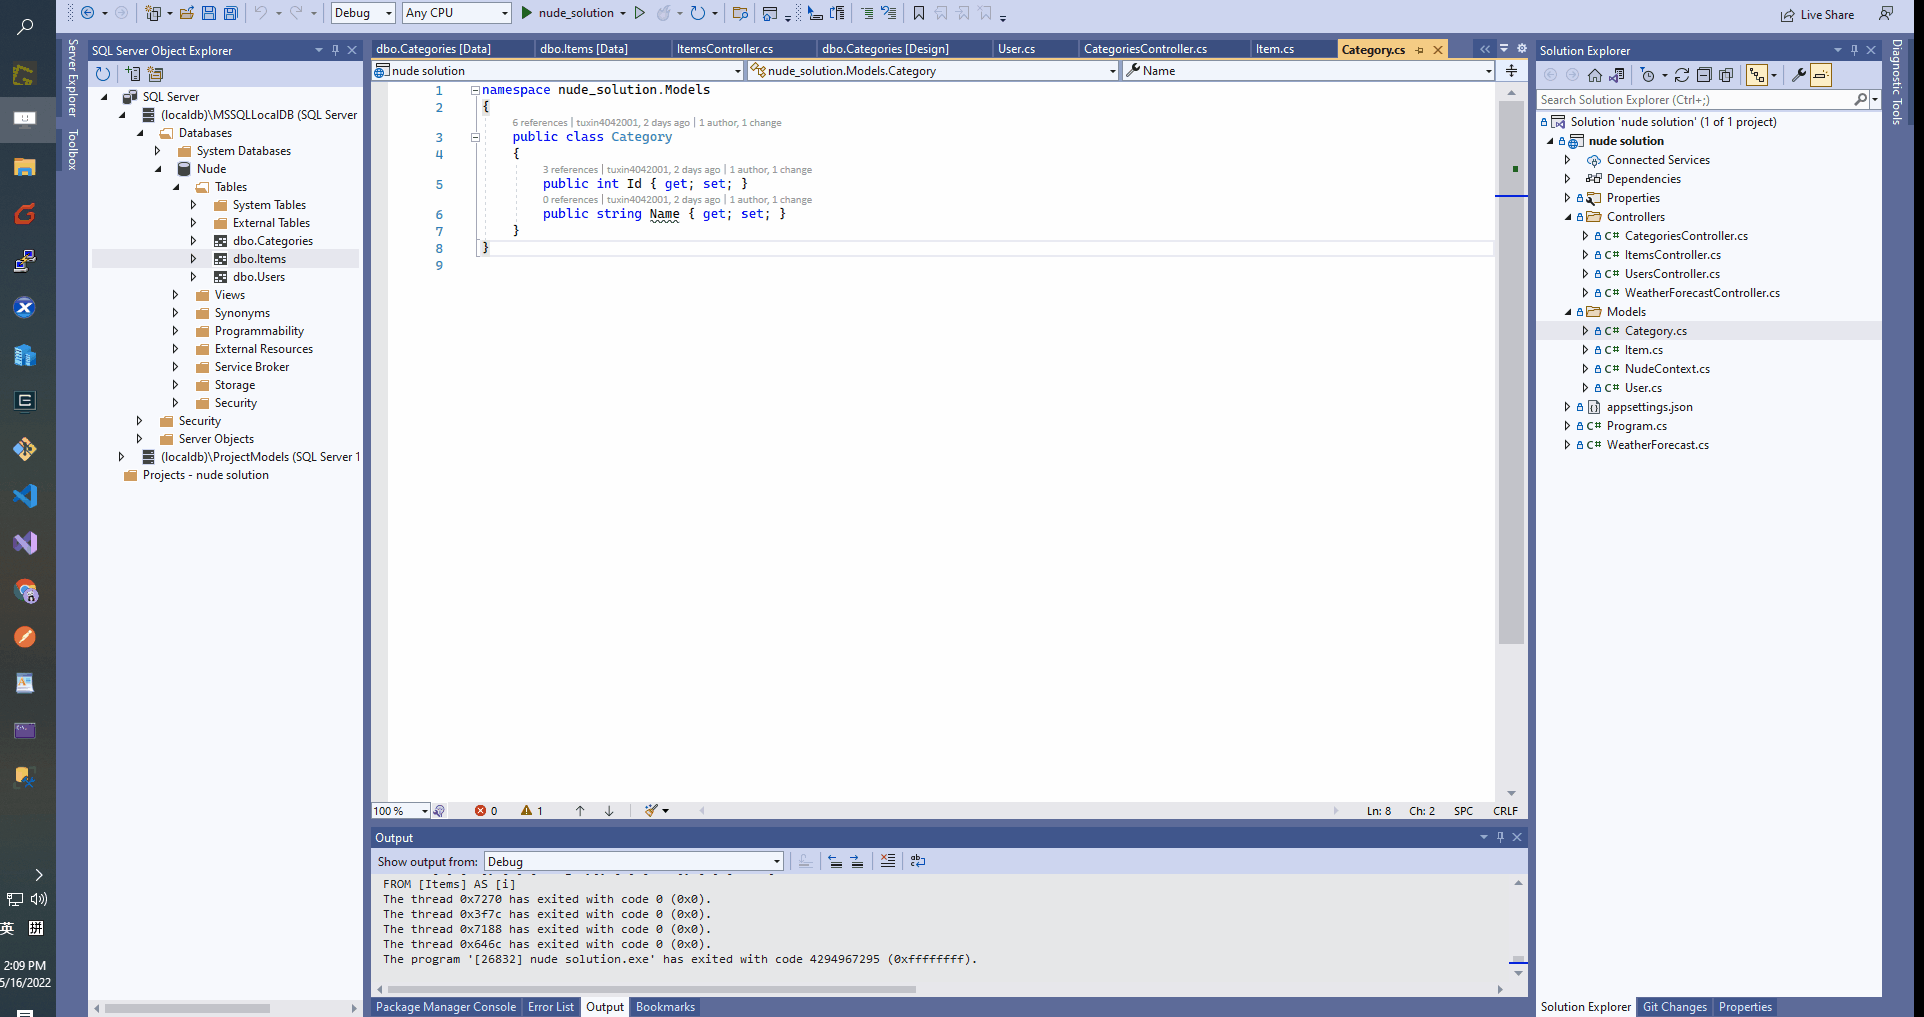 Debug
Any CPU
nude_solution
Live Share
Server Explorer
Toolbox
SQL Server Object Explorer
SQL Server
(localdb)\MSSQLLocalDB (SQL Server
Databases
System Databases
Nude
Tables
System Tables
External Tables
dbo.Categories
dbo.Items
dbo.Users
Views
Synonyms
Programmability
External Resources
Service Broker
Storage
Security
Security
Server Objects
(localdb)\ProjectModels (SQL Server 1
Projects - nude solution
dbo.Categories [Data]
dbo.Items [Data]
ItemsController.cs
dbo.Categories [Design]
User.cs
CategoriesController.cs
Item.cs
Category.cs
nude solution
nude_solution.Models.Category
Name
1 namespace nude_solution.Models
2 {
6 references | tuxin4042001, 2 days ago | 1 author, 1 change
3 public class Category
4 {
3 references | tuxin4042001, 2 days ago | 1 author, 1 change
5 public int Id { get; set; }
0 references | tuxin4042001, 2 days ago | 1 author, 1 change
6 public string Name { get; set; }
7 }
8 }
9
100 %
0
1
Ln: 8
Ch: 2
SPC
CRLF
Output
Show output from:
Debug
FROM [Items] AS [i]
The thread 0x7270 has exited with code 0 (0x0).
The thread 0x3f7c has exited with code 0 (0x0).
The thread 0x7188 has exited with code 0 (0x0).
The thread 0x646c has exited with code 0 (0x0).
The program '[26832] nude solution.exe' has exited with code 4294967295 (0xffffffff).
Package Manager Console
Error List
Output
Bookmarks
Solution Explorer
Search Solution Explorer (Ctrl+;)
Solution 'nude solution' (1 of 1 project)
nude solution
Connected Services
Dependencies
Properties
Controllers
C# CategoriesController.cs
C# ItemsController.cs
C# UsersController.cs
C# WeatherForecastController.cs
Models
C# Category.cs
C# Item.cs
C# NudeContext.cs
C# User.cs
appsettings.json
C# Program.cs
C# WeatherForecast.cs
Solution Explorer
Git Changes
Properties
Diagnostic Tools
英
拼
2:09 PM
5/16/2022